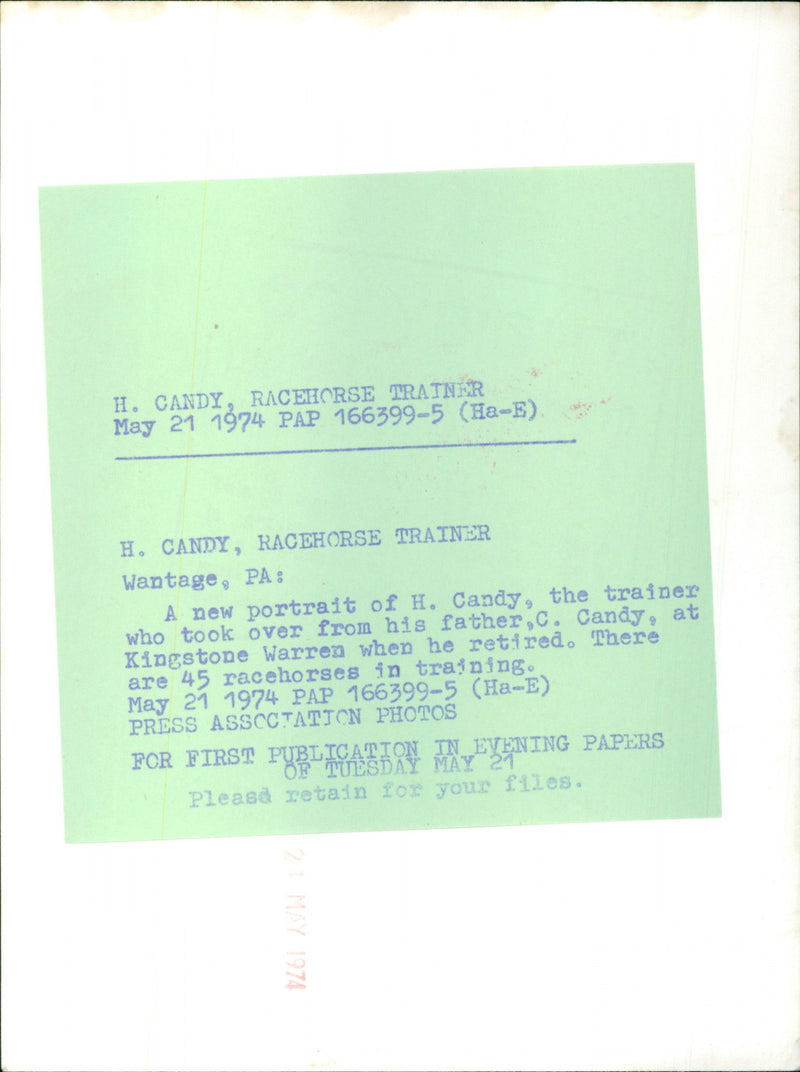 H. CANDY, RACEHORSE TRAINER
May 21 1974 PAP 166399-5 (Ha-E)
H. CANDY, RACEHORSE TRAINER
Wantage, PA:
A new portrait of H. Candy, the trainer
who took over from his father,C. Candy, at
Kingstone Warren when he retired. There
are 45 racehorses in training.
May 21 1974 PAP 166399-5 (Ha-E)
PRESS ASSOCIATION PHOTOS
FOR FIRST PUBLICATION IN EVENING PAPERS
OF TUESDAY MAY 21
Please retain for your files.
21 MAY 1974